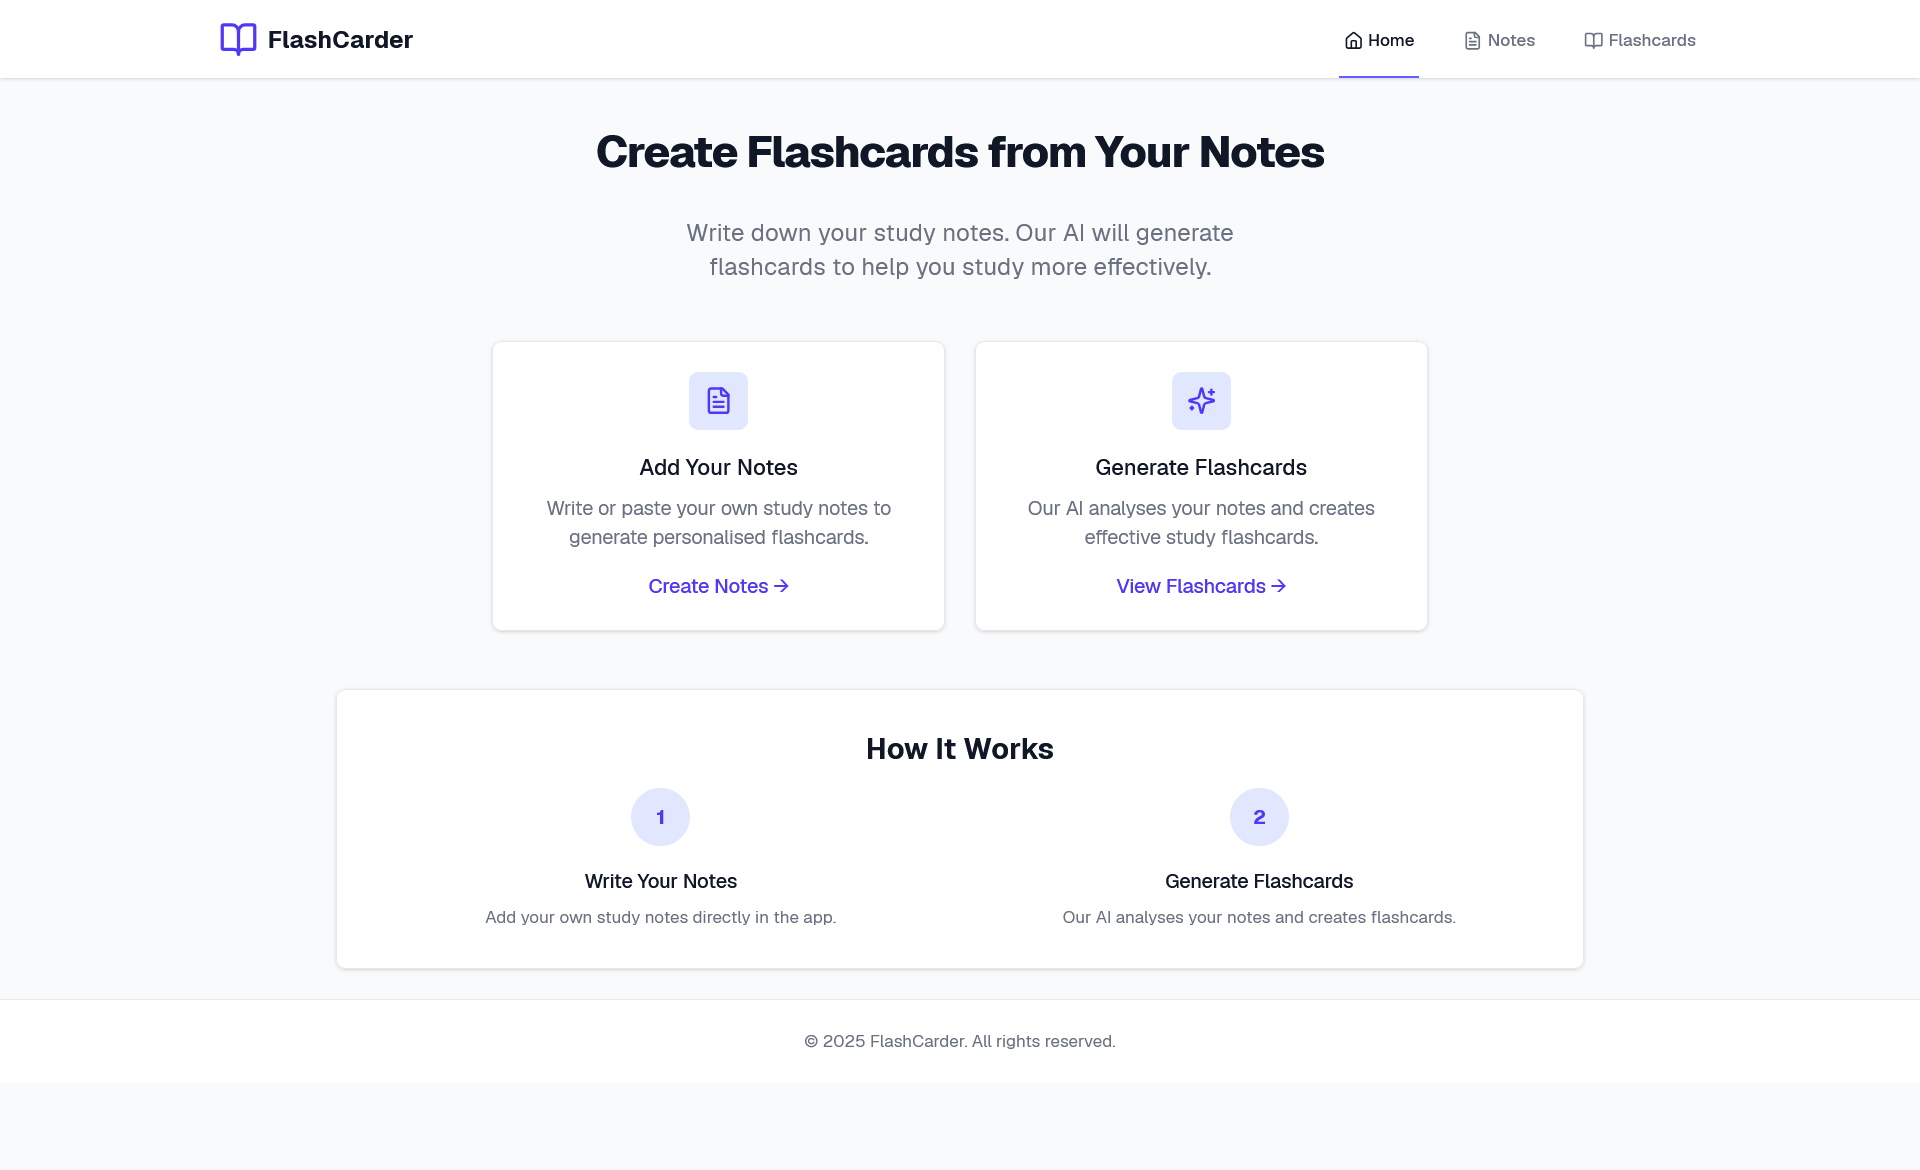 FlashCarder
Home
Notes
Flashcards
Create Flashcards from Your Notes
Write down your study notes. Our AI will generate
flashcards to help you study more effectively.
Add Your Notes
Write or paste your own study notes to
generate personalised flashcards.
Create Notes →
Generate Flashcards
Our AI analyses your notes and creates
effective study flashcards.
View Flashcards →
How It Works
1
Write Your Notes
Add your own study notes directly in the app.
2
Generate Flashcards
Our AI analyses your notes and creates flashcards.
© 2025 FlashCarder. All rights reserved.